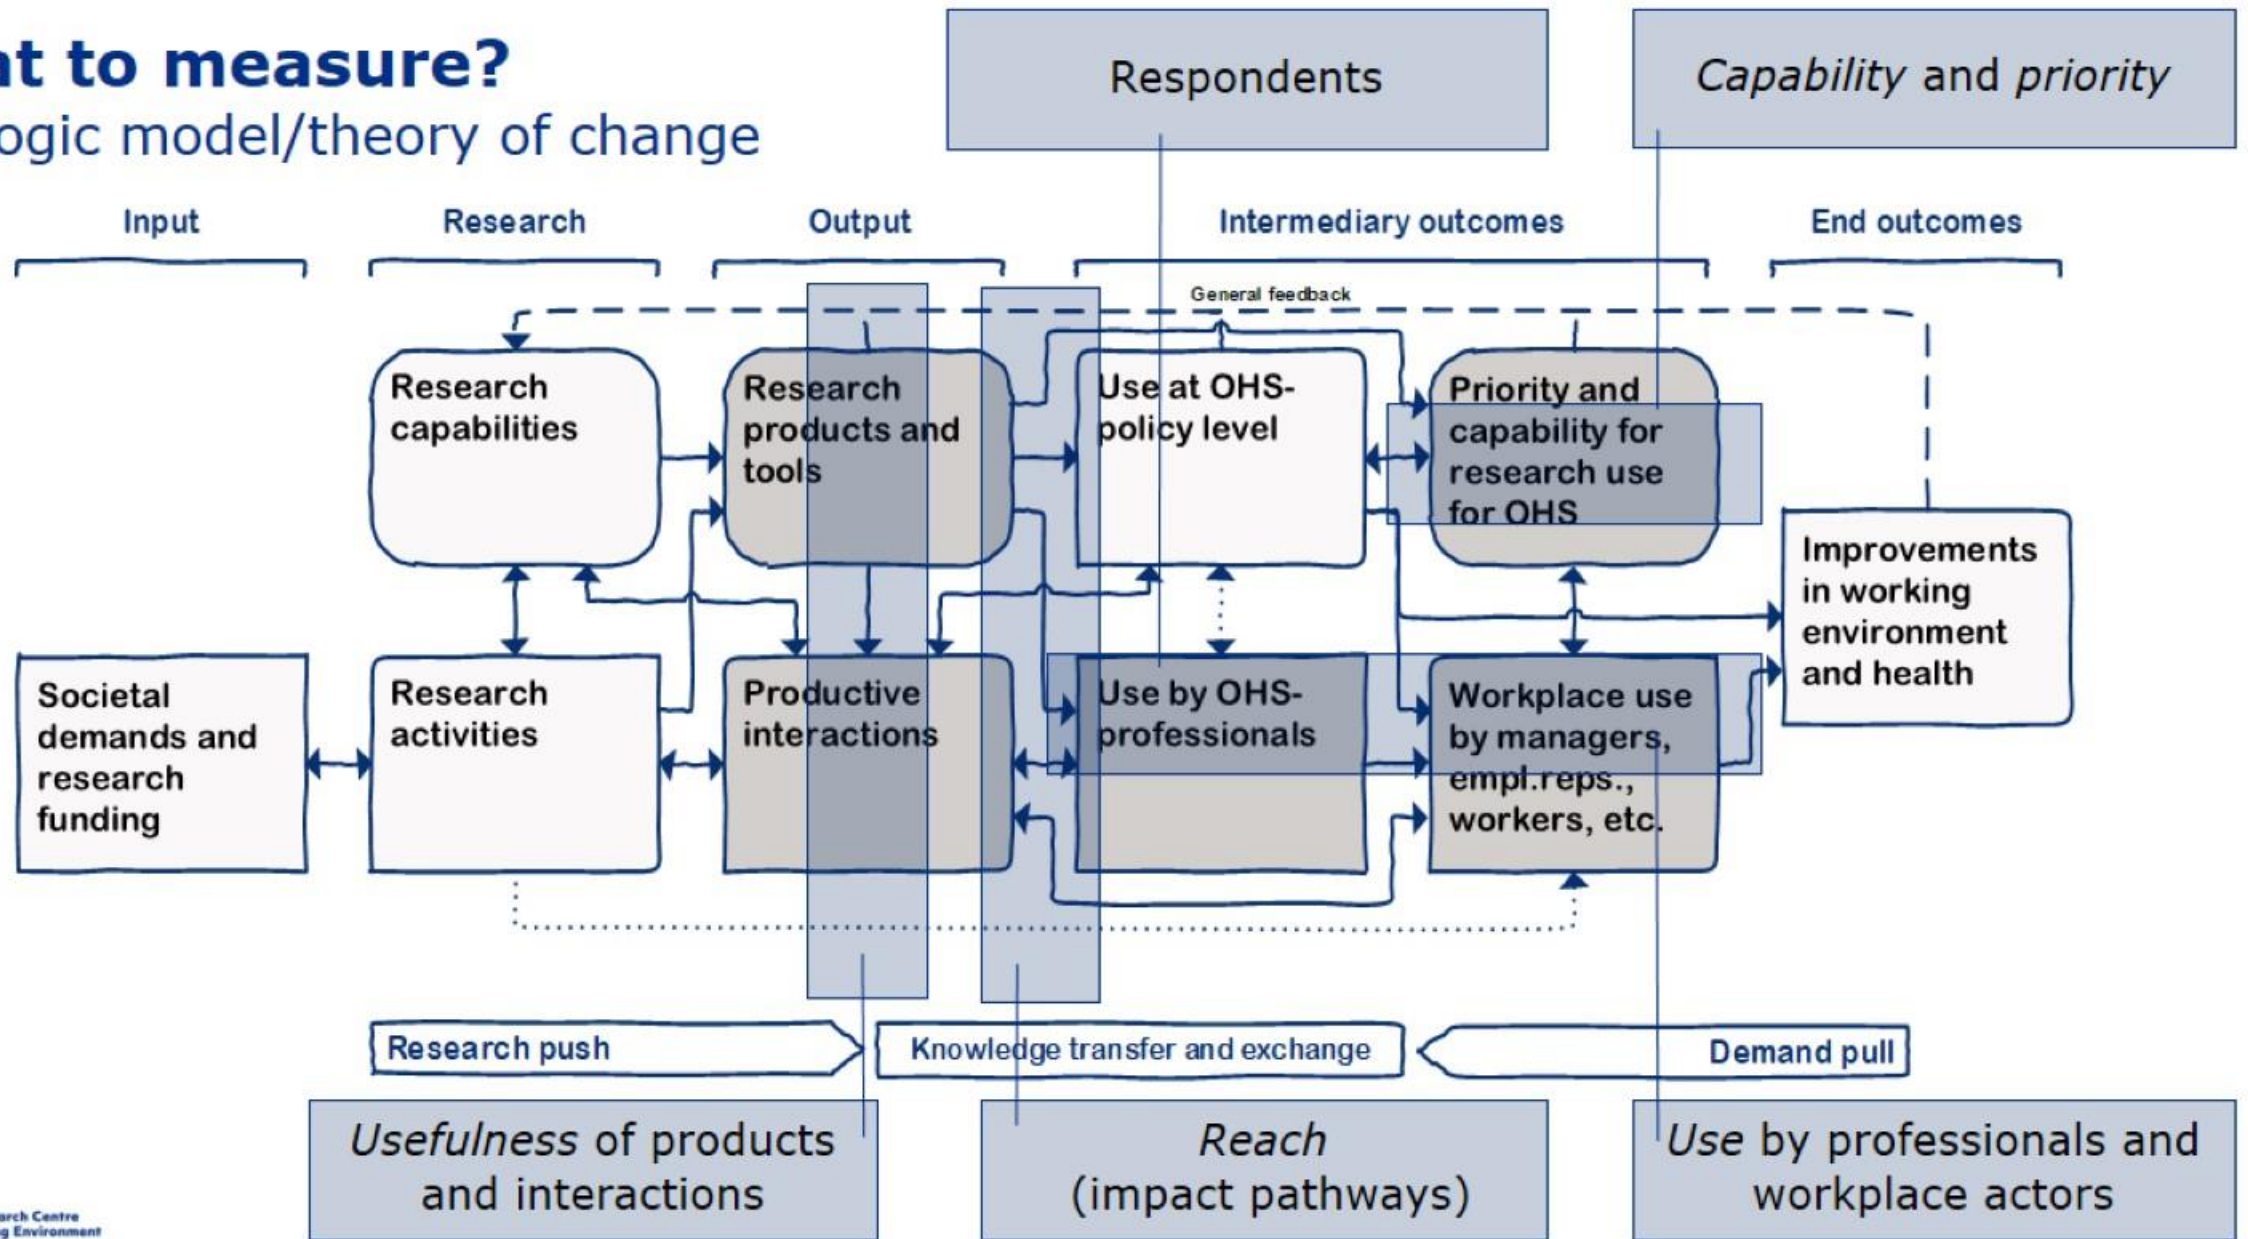 at to measure?
ogic model/theory of change
Respondents
Capability and priority
Input
Research
Output
Intermediary outcomes
End outcomes
General feedback
Research
capabilities
Research
products and
tools
Use at OHS-
policy level
Priority and
capability for
research use
for OHS
Improvements
in working
environment
and health
Societal
demands and
research
funding
Research
activities
Productive
interactions
Use by OHS-
professionals
Workplace use
by managers,
empl.reps.,
workers, etc.
Research push
Knowledge transfer and exchange
Demand pull
Usefulness of products
and interactions
Reach
(impact pathways)
Use by professionals and
workplace actors
arch Centre
g Environment